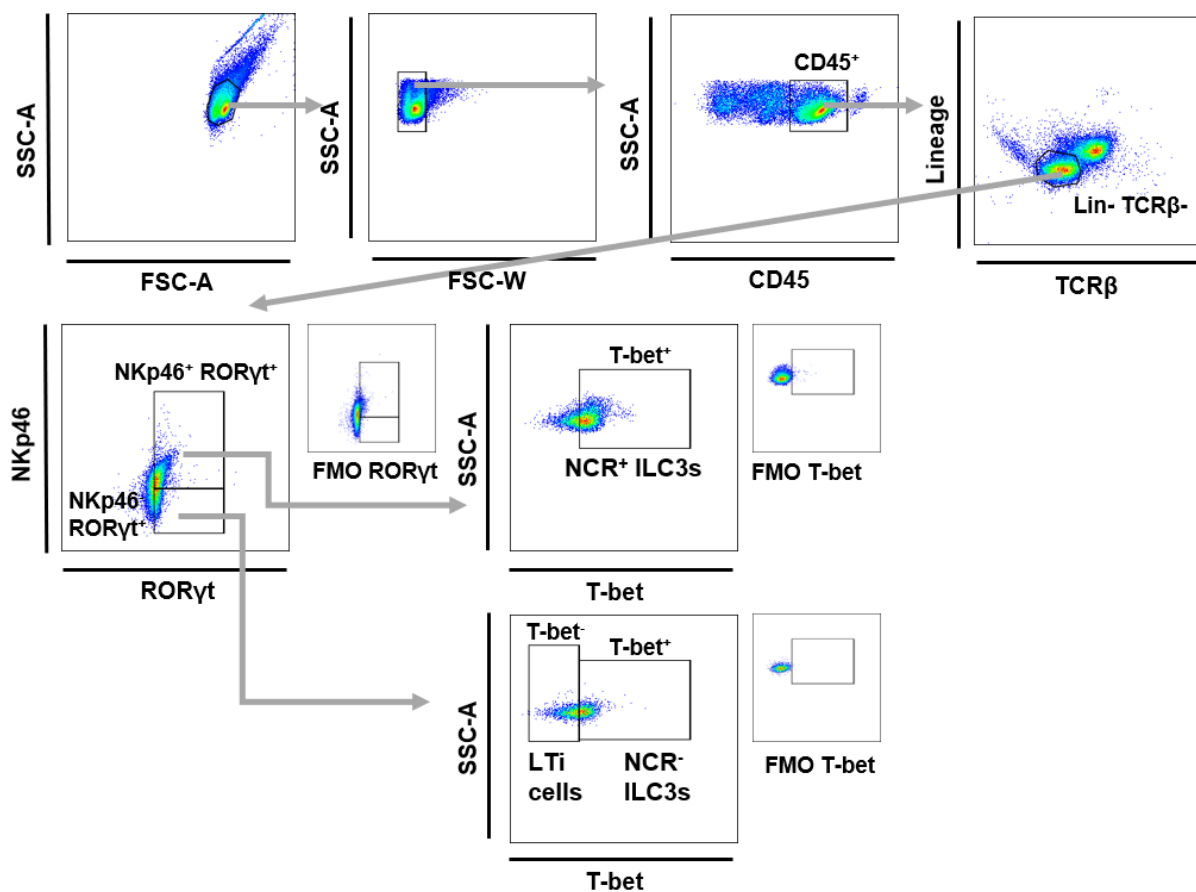 SSC-A
FSC-A
SSC-A
FSC-W
CD45⁺
SSC-A
CD45
Lineage
Lin- TCRβ-
TCRβ
NKp46⁺ RORγt⁺
NKp46
NKp46⁻
RORγt⁺
RORγt
FMO RORγt
T-bet⁺
SSC-A
NCR⁺ ILC3s
T-bet
FMO T-bet
T-bet⁻
T-bet⁺
SSC-A
LTi
cells
NCR⁻
ILC3s
T-bet
FMO T-bet